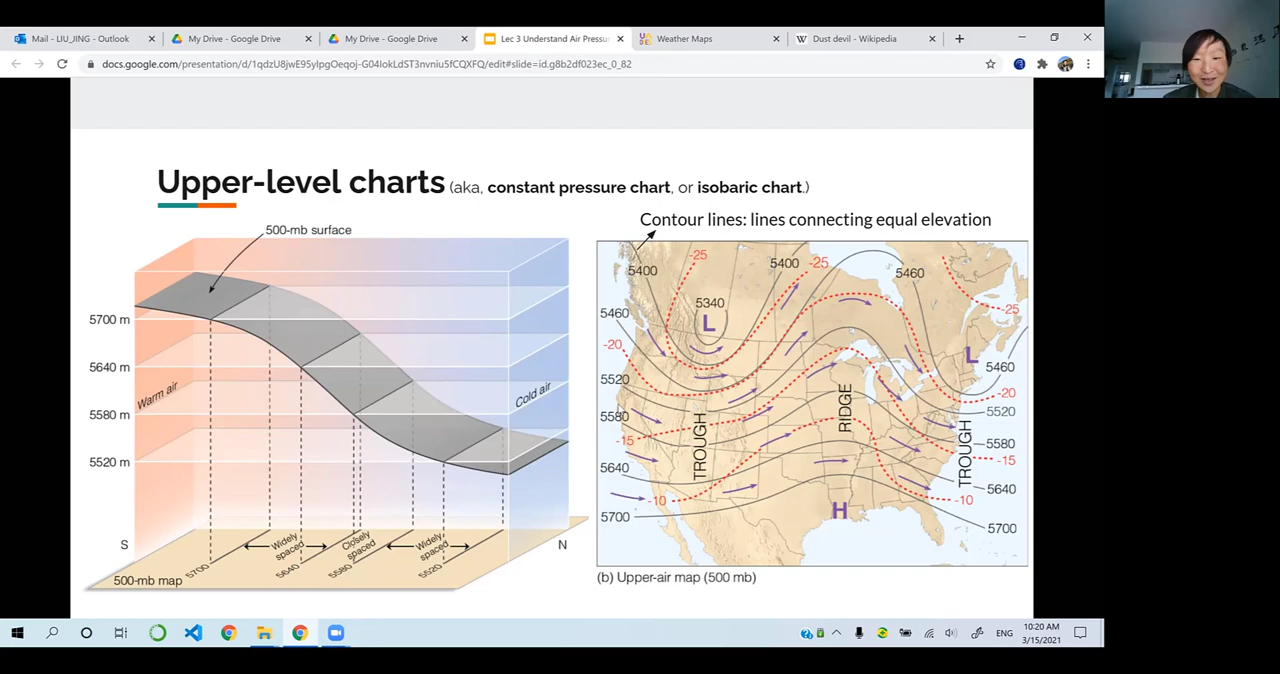 Mail - LIU_JING - Outlook
My Drive - Google Drive
My Drive - Google Drive
Lec 3 Understand Air Pressu
Weather Maps
Dust devil - Wikipedia
docs.google.com/presentation/d/1qdzU8jwE95ylpgOeqoj-G04lokLdST3nvniu5fCQXFQ/edit#slide=id.g8b2df023ec_0_82
Upper-level charts (aka, constant pressure chart, or isobaric chart.)
Contour lines: lines connecting equal elevation
500-mb surface
5700 m
5640 m
5580 m
5520 m
Warm air
Cold air
S
N
Widely spaced
Closely spaced
Widely spaced
5700
5640
5580
5520
500-mb map
5400
-25
5400
-25
5460
5340
L
-25
5460
-20
L
5460
5520
-20
5520
5580
RIDGE
TROUGH
TROUGH
-15
5580
-15
5640
5640
-10
-10
5700
H
5700
(b) Upper-air map (500 mb)
ENG
10:20 AM
3/15/2021